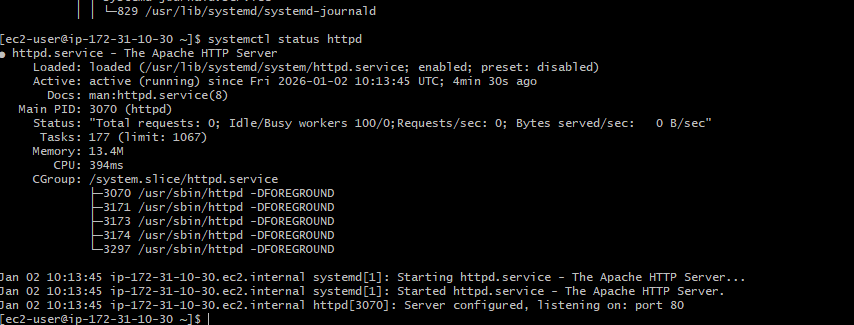 └─829 /usr/lib/systemd/systemd-journald
[ec2-user@ip-172-31-10-30 ~]$ systemctl status httpd
● httpd.service - The Apache HTTP Server
Loaded: loaded (/usr/lib/systemd/system/httpd.service; enabled; preset: disabled)
Active: active (running) since Fri 2026-01-02 10:13:45 UTC; 4min 30s ago
Docs: man:httpd.service(8)
Main PID: 3070 (httpd)
Status: "Total requests: 0; Idle/Busy workers 100/0;Requests/sec: 0; Bytes served/sec:   0 B/sec"
Tasks: 177 (limit: 1067)
Memory: 13.4M
CPU: 394ms
CGroup: /system.slice/httpd.service
├─3070 /usr/sbin/httpd -DFOREGROUND
├─3171 /usr/sbin/httpd -DFOREGROUND
├─3173 /usr/sbin/httpd -DFOREGROUND
├─3174 /usr/sbin/httpd -DFOREGROUND
└─3297 /usr/sbin/httpd -DFOREGROUND
Jan 02 10:13:45 ip-172-31-10-30.ec2.internal systemd[1]: Starting httpd.service - The Apache HTTP Server...
Jan 02 10:13:45 ip-172-31-10-30.ec2.internal systemd[1]: Started httpd.service - The Apache HTTP Server.
Jan 02 10:13:45 ip-172-31-10-30.ec2.internal httpd[3070]: Server configured, listening on: port 80
[ec2-user@ip-172-31-10-30 ~]$